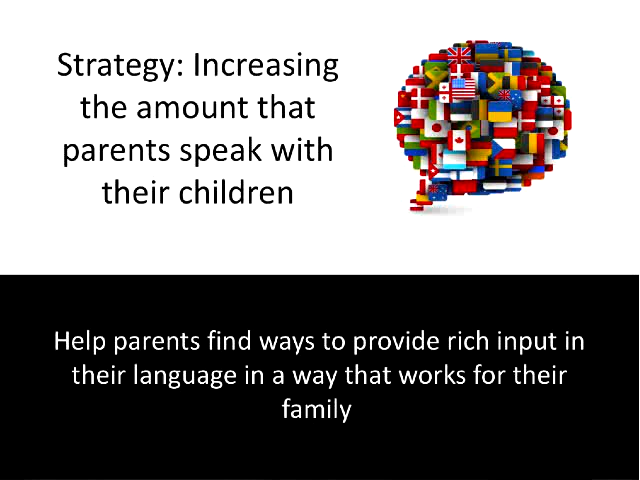 Strategy: Increasing
the amount that
parents speak with
their children
Help parents find ways to provide rich input in
their language in a way that works for their
family